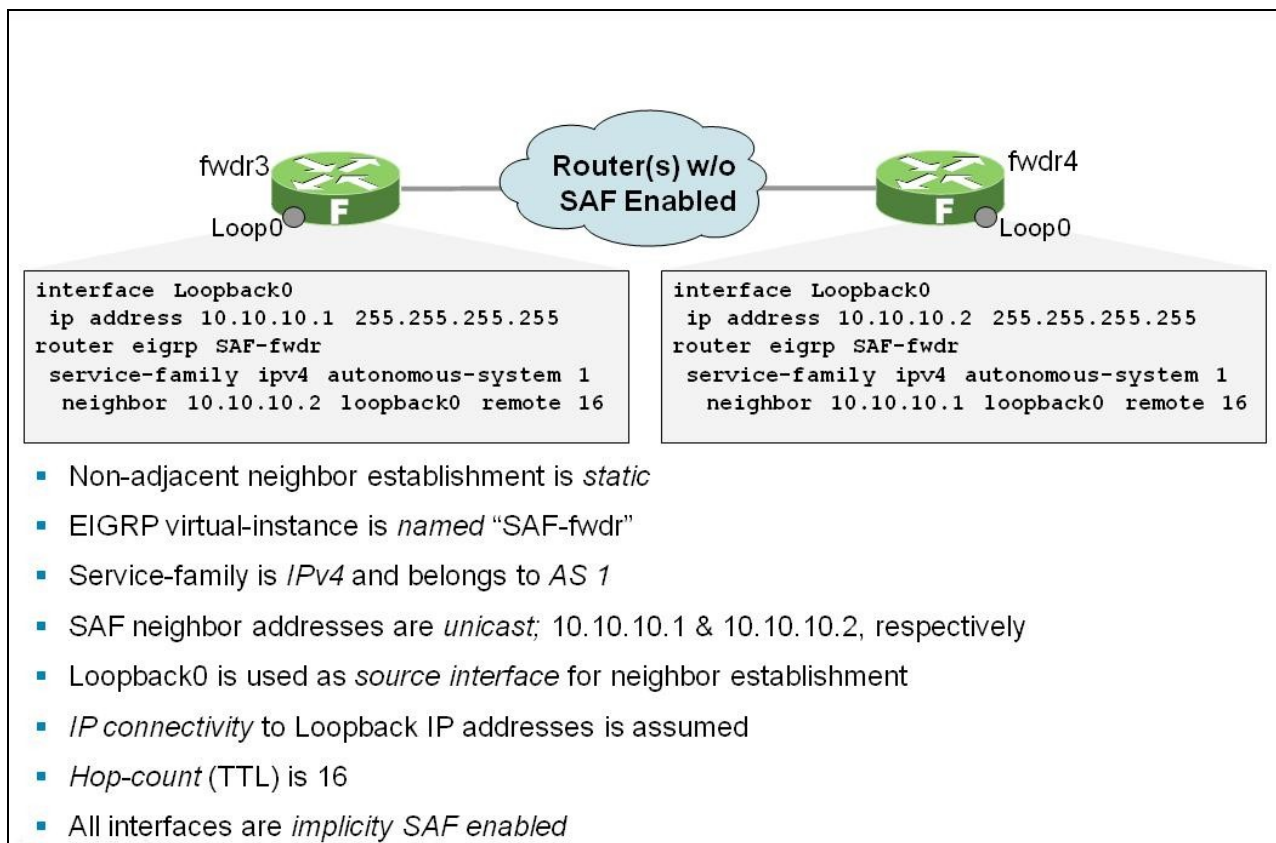 fwdr3
F
Loop0
Router(s) w/o
SAF Enabled
fwdr4
F
Loop0
interface Loopback0
ip address 10.10.10.1 255.255.255.255
router eigrp SAF-fwdr
service-family ipv4 autonomous-system 1
neighbor 10.10.10.2 loopback0 remote 16
interface Loopback0
ip address 10.10.10.2 255.255.255.255
router eigrp SAF-fwdr
service-family ipv4 autonomous-system 1
neighbor 10.10.10.1 loopback0 remote 16
▪ Non-adjacent neighbor establishment is static
▪ EIGRP virtual-instance is named “SAF-fwdr”
▪ Service-family is IPv4 and belongs to AS 1
▪ SAF neighbor addresses are unicast; 10.10.10.1 & 10.10.10.2, respectively
▪ Loopback0 is used as source interface for neighbor establishment
▪ IP connectivity to Loopback IP addresses is assumed
▪ Hop-count (TTL) is 16
▪ All interfaces are implicity SAF enabled